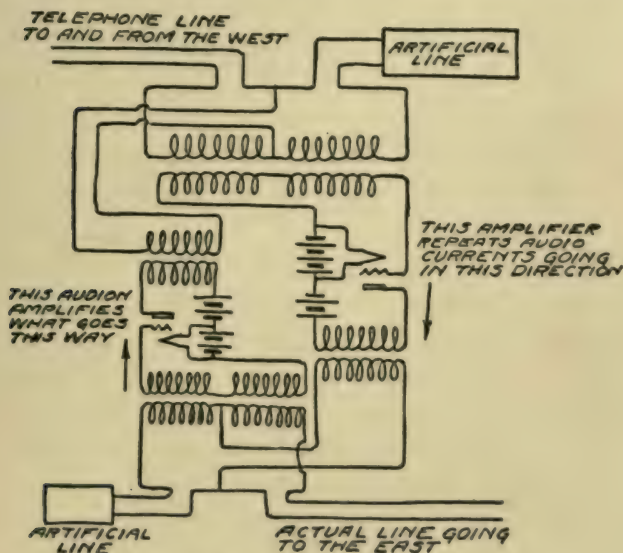 TELEPHONE LINE
TO AND FROM THE WEST
ARTIFICIAL
LINE
THIS AMPLIFIER
REPEATS AUDIO
CURRENTS GOING
IN THIS DIRECTION
THIS AUDION
AMPLIFIES
WHAT GOES
THIS WAY
ARTIFICIAL
LINE
ACTUAL LINE GOING
TO THE EAST